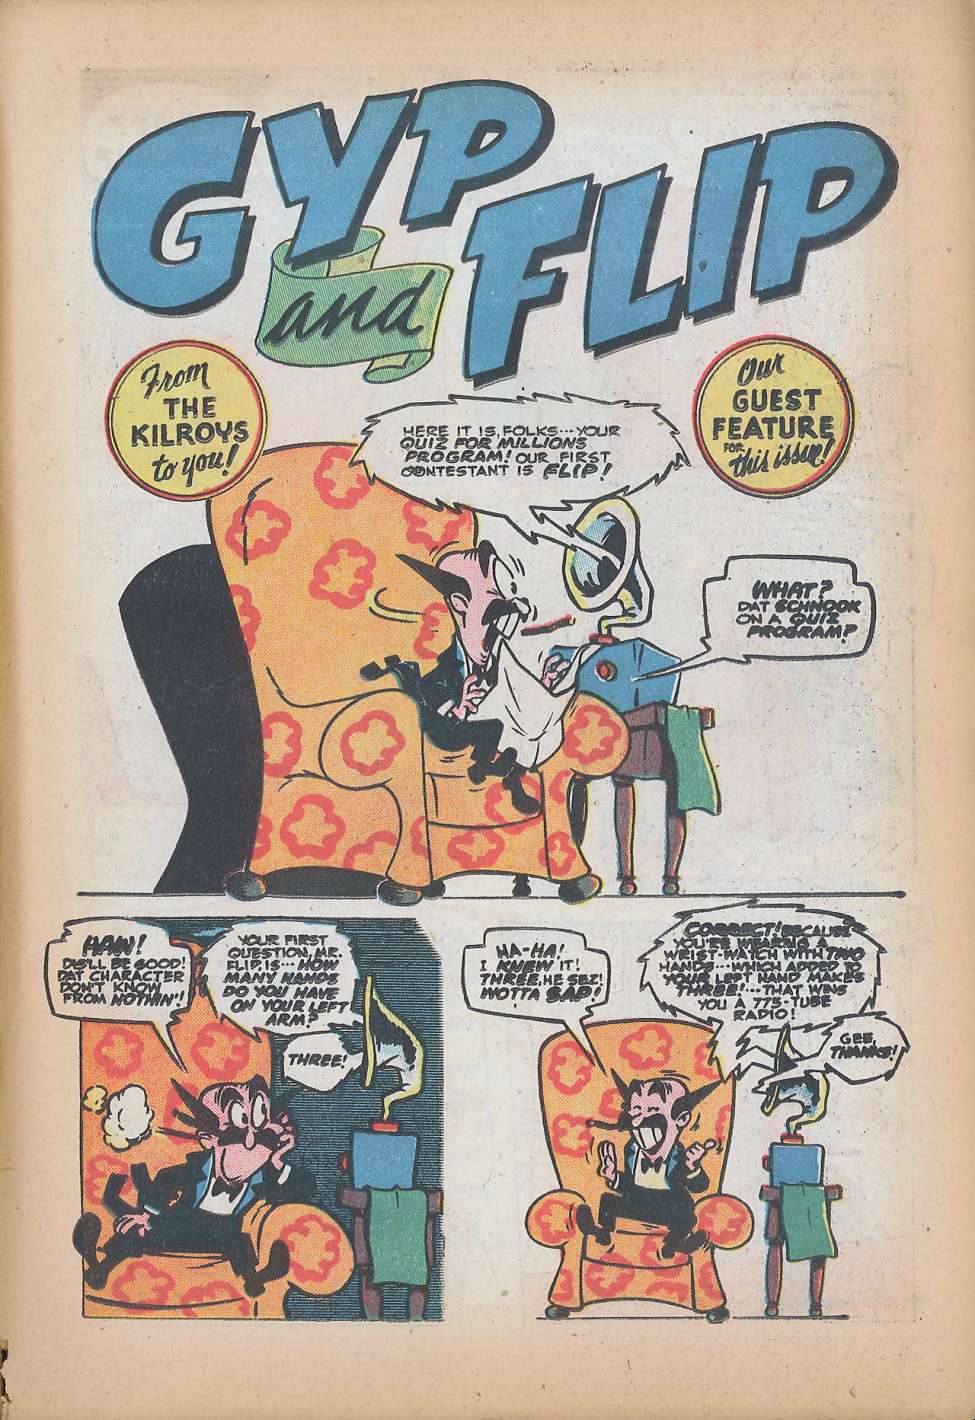 GYP
and
FLIP
From
THE
KILROYS
to you!
Our
GUEST
FEATURE
FOR
this issue!
HERE IT IS, FOLKS---YOUR
QUIZ FOR MILLIONS
PROGRAM! OUR FIRST
CONTESTANT IS FLIP!
WHAT?
DAT SCHNOOK
ON A QUIZ
PROGRAM?
HAW!
DIS'LL BE GOOD!
DAT CHARACTER
DON'T KNOW
FROM NOTHIN'!
YOUR FIRST
QUESTION, MR.
FLIP, IS---HOW
MANY HANDS
DO YOU HAVE
ON YOUR LEFT
ARM?
THREE!
HA-HA!
I KNEW IT!
THREE, HE SEZ!
WOTTA SAP!
CORRECT! BECAUSE
YOU'RE WEARING A
WRIST-WATCH WITH TWO
HANDS---WHICH ADDED TO
YOUR LEFT HAND MAKES
THREE!---THAT WINS
YOU A 775-TUBE
RADIO!
GEE,
THANKS!